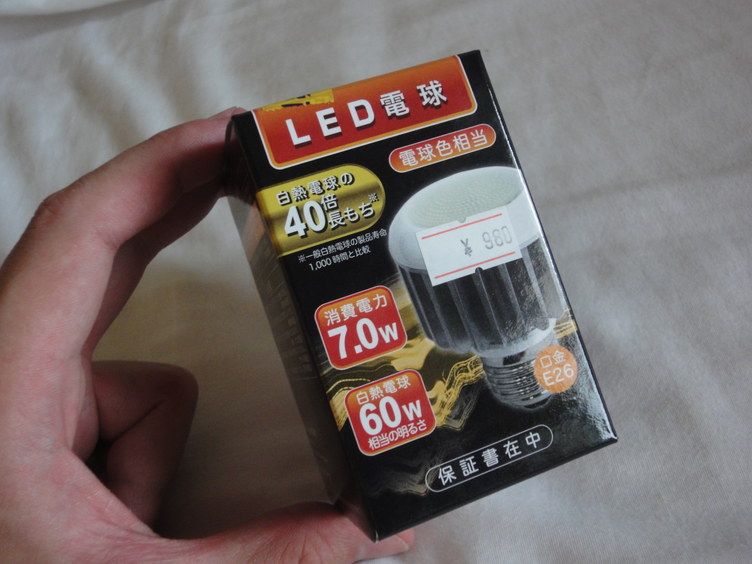 LED電球
電球色相当
白熱電球の
40倍
長もち※
※一般白熱電球の製品寿命
1,000時間と比較
¥ 980
消費電力
7.0W
口金
E26
白熱電球
60W
相当の明るさ
保証書在中